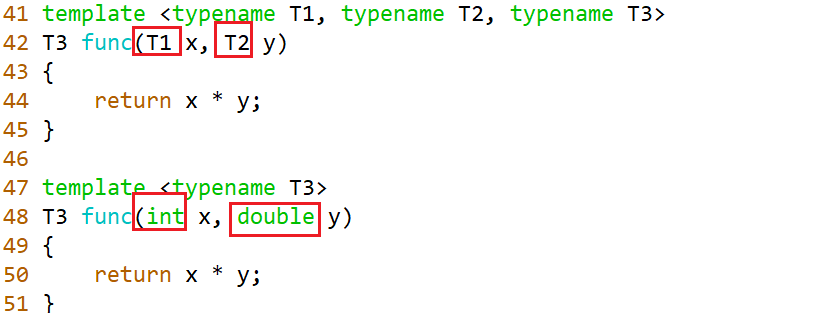 41 template <typename T1, typename T2, typename T3>
42 T3 func(T1 x, T2 y)
43 {
44     return x * y;
45 }
46
47 template <typename T3>
48 T3 func(int x, double y)
49 {
50     return x * y;
51 }